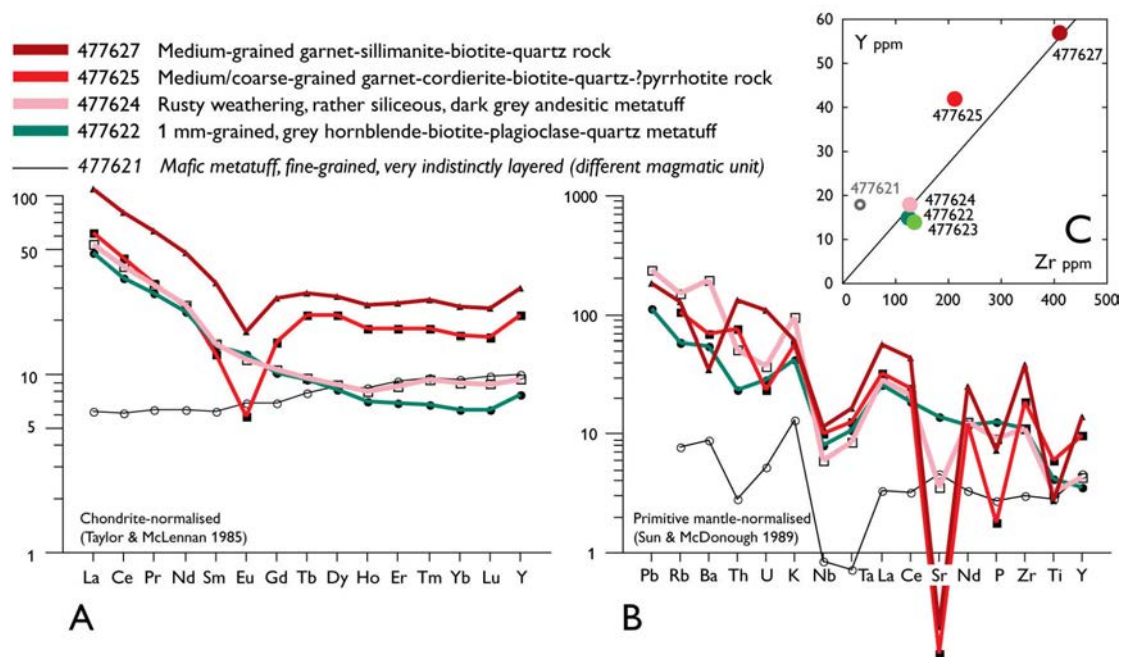 477627 Medium-grained garnet-sillimanite-biotite-quartz rock
477625 Medium/coarse-grained garnet-cordierite-biotite-quartz-?pyrrhotite rock
477624 Rusty weathering, rather siliceous, dark grey andesitic metatuff
477622 1 mm-grained, grey hornblende-biotite-plagioclase-quartz metatuff
477621 Mafic metatuff, fine-grained, very indistinctly layered (different magmatic unit)
100
50
10
5
1
Chondrite-normalised
(Taylor & McLennan 1985)
La Ce Pr Nd Sm Eu Gd Tb Dy Ho Er Tm Yb Lu Y
A
1000
100
10
1
Primitive mantle-normalised
(Sun & McDonough 1989)
Pb Rb Ba Th U K Nb Ta La Ce Sr Nd P Zr Ti Y
B
60
50
40
30
20
10
0
Y ppm
477627
477625
477621
477624
477622
477623
C
Zr ppm
0 100 200 300 400 500